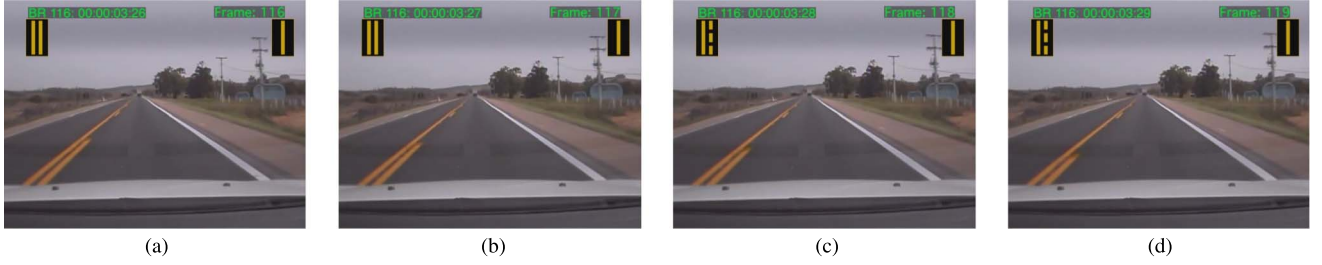 BR 116: 00:00:03:26 Frame: 116
BR 116: 00:00:03:27 Frame: 117
BR 116: 00:00:03:28 Frame: 118
BR 116: 00:00:03:29 Frame: 119
(a)
(b)
(c)
(d)